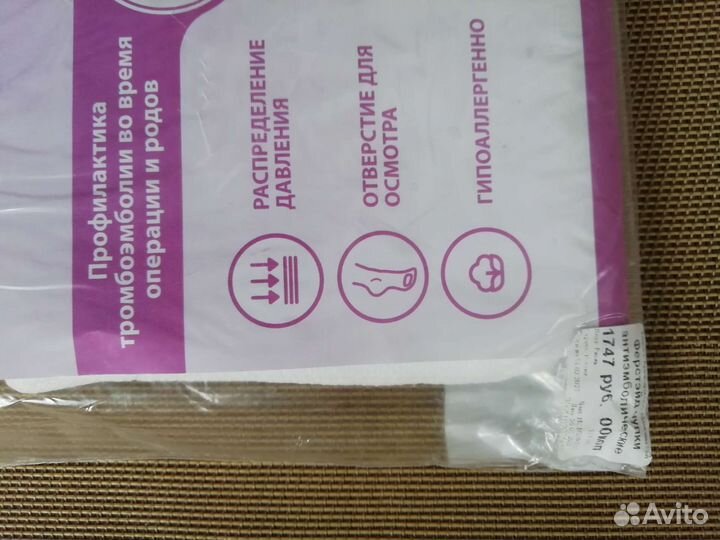 Профилактика
тромбоэмболии во время
операции и родов
РАСПРЕДЕЛЕНИЕ
ДАВЛЕНИЯ
ОТВЕРСТИЕ ДЛЯ
ОСМОТРА
ГИПОАЛЛЕРГЕННО
антиэмболические
1747 руб. 00коп
Avito